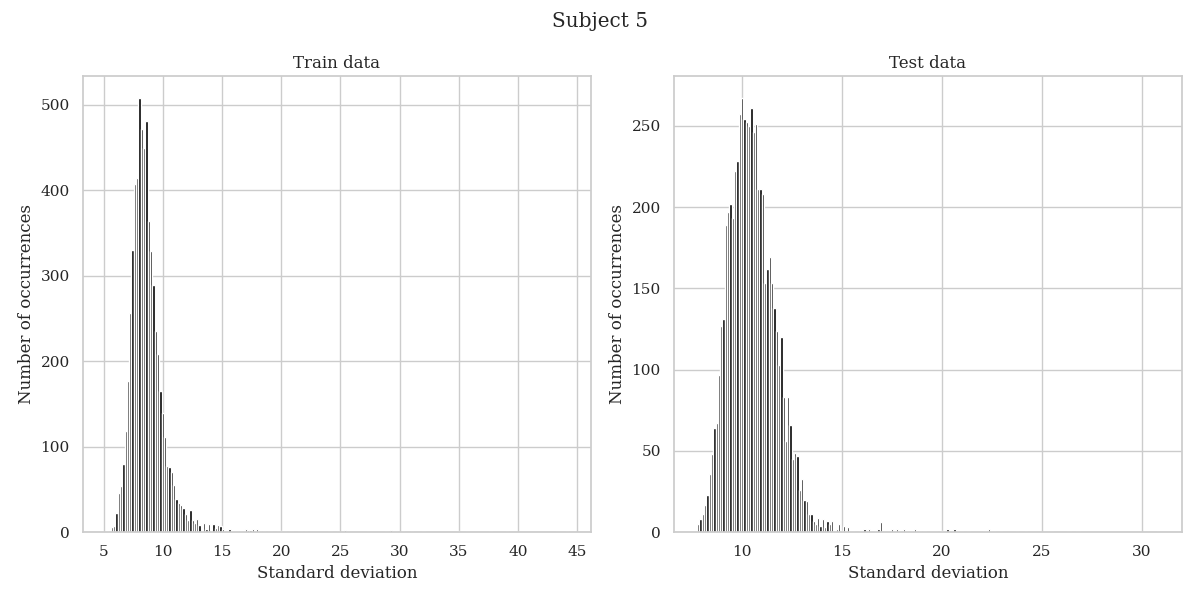 Subject 5
Train data
Number of occurrences
500
400
300
200
100
0
5 10 15 20 25 30 35 40 45
Standard deviation
Test data
Number of occurrences
250
200
150
100
50
0
10 15 20 25 30
Standard deviation